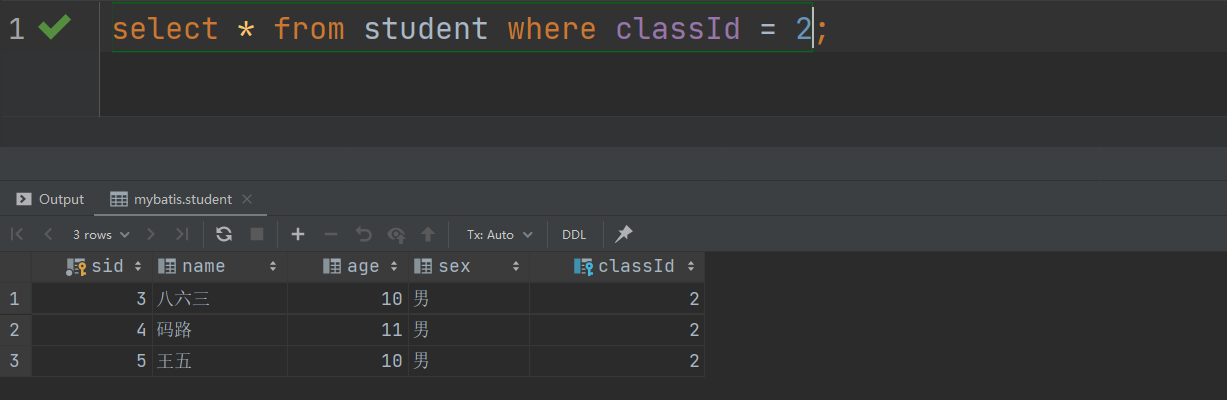 1 select * from student where classId = 2;
Output mybatis.student
3 rows Tx: Auto DDL
sid name age sex classId
1 3 八六三 10 男 2
2 4 码路 11 男 2
3 5 王五 10 男 2